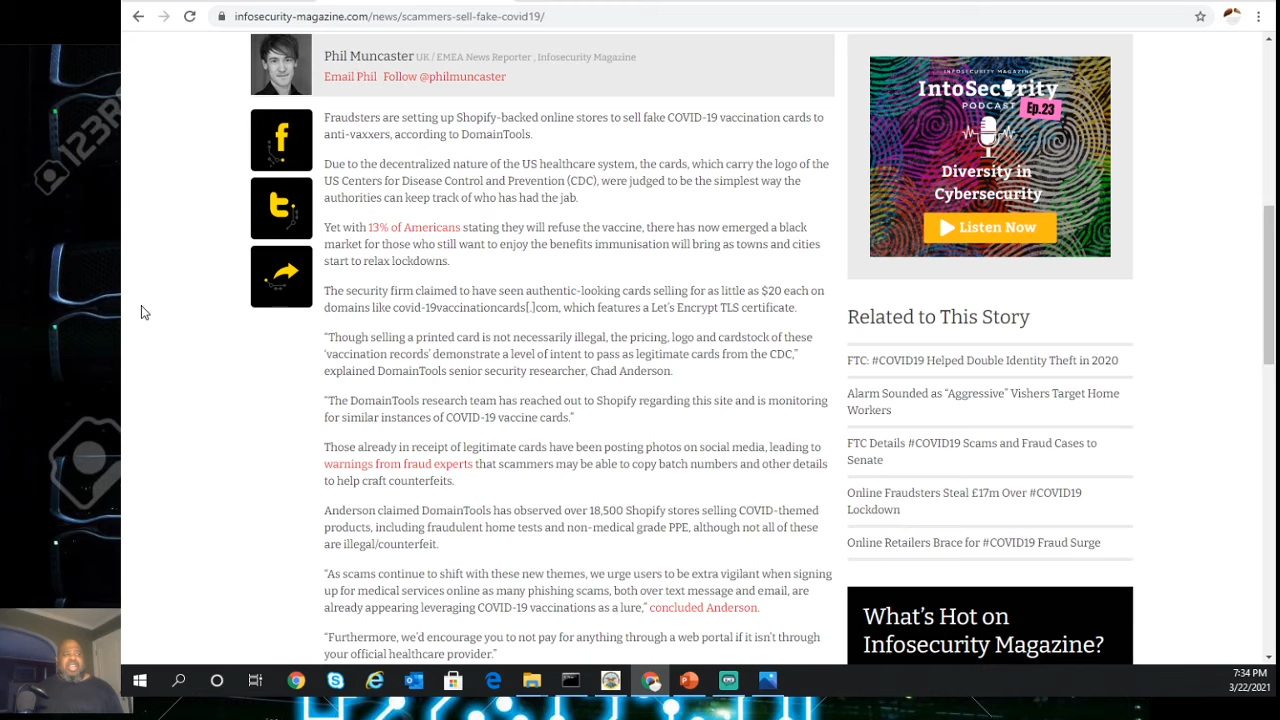 infosecurity-magazine.com/news/scammers-sell-fake-covid19/
Phil Muncaster UK / EMEA News Reporter , Infosecurity Magazine
Email Phil Follow @philmuncaster
Fraudsters are setting up Shopify-backed online stores to sell fake COVID-19 vaccination cards to
anti-vaxxers, according to DomainTools.
Due to the decentralized nature of the US healthcare system, the cards, which carry the logo of the
US Centers for Disease Control and Prevention (CDC), were judged to be the simplest way the
authorities can keep track of who has had the jab.
Yet with 13% of Americans stating they will refuse the vaccine, there has now emerged a black
market for those who still want to enjoy the benefits immunisation will bring as towns and cities
start to relax lockdowns.
The security firm claimed to have seen authentic-looking cards selling for as little as $20 each on
domains like covid-19vaccinationcards[.]com, which features a Let's Encrypt TLS certificate.
“Though selling a printed card is not necessarily illegal, the pricing, logo and cardstock of these
‘vaccination records’ demonstrate a level of intent to pass as legitimate cards from the CDC,”
explained DomainTools senior security researcher, Chad Anderson.
“The DomainTools research team has reached out to Shopify regarding this site and is monitoring
for similar instances of COVID-19 vaccine cards.”
Those already in receipt of legitimate cards have been posting photos on social media, leading to
warnings from fraud experts that scammers may be able to copy batch numbers and other details
to help craft counterfeits.
Anderson claimed DomainTools has observed over 18,500 Shopify stores selling COVID-themed
products, including fraudulent home tests and non-medical grade PPE, although not all of these
are illegal/counterfeit.
“As scams continue to shift with these new themes, we urge users to be extra vigilant when signing
up for medical services online as many phishing scams, both over text message and email, are
already appearing leveraging COVID-19 vaccinations as a lure,” concluded Anderson.
“Furthermore, we’d encourage you to not pay for anything through a web portal if it isn’t through
your official healthcare provider.”
INFOSECURITY MAGAZINE
IntoSecurity
PODCAST
Ep.23
Diversity in
Cybersecurity
Listen Now
Related to This Story
FTC: #COVID19 Helped Double Identity Theft in 2020
Alarm Sounded as “Aggressive” Vishers Target Home
Workers
FTC Details #COVID19 Scams and Fraud Cases to
Senate
Online Fraudsters Steal £17m Over #COVID19
Lockdown
Online Retailers Brace for #COVID19 Fraud Surge
What’s Hot on
Infosecurity Magazine?
7:34 PM
3/22/2021